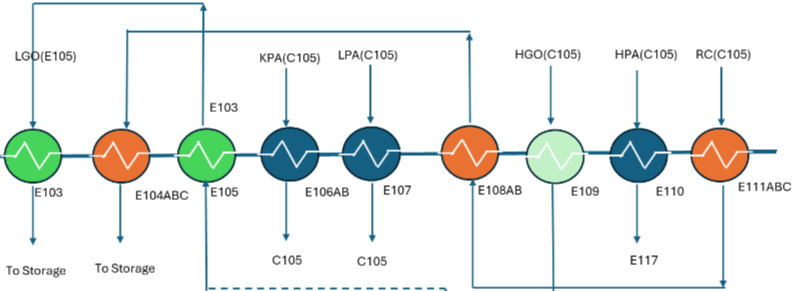 LGO(E105)
KPA(C105)
LPA(C105)
HGO(C105)
HPA(C105)
RC(C105)
E103
E103
E104ABC
E105
E106AB
E107
E108AB
E109
E110
E111ABC
To Storage
To Storage
C105
C105
E117